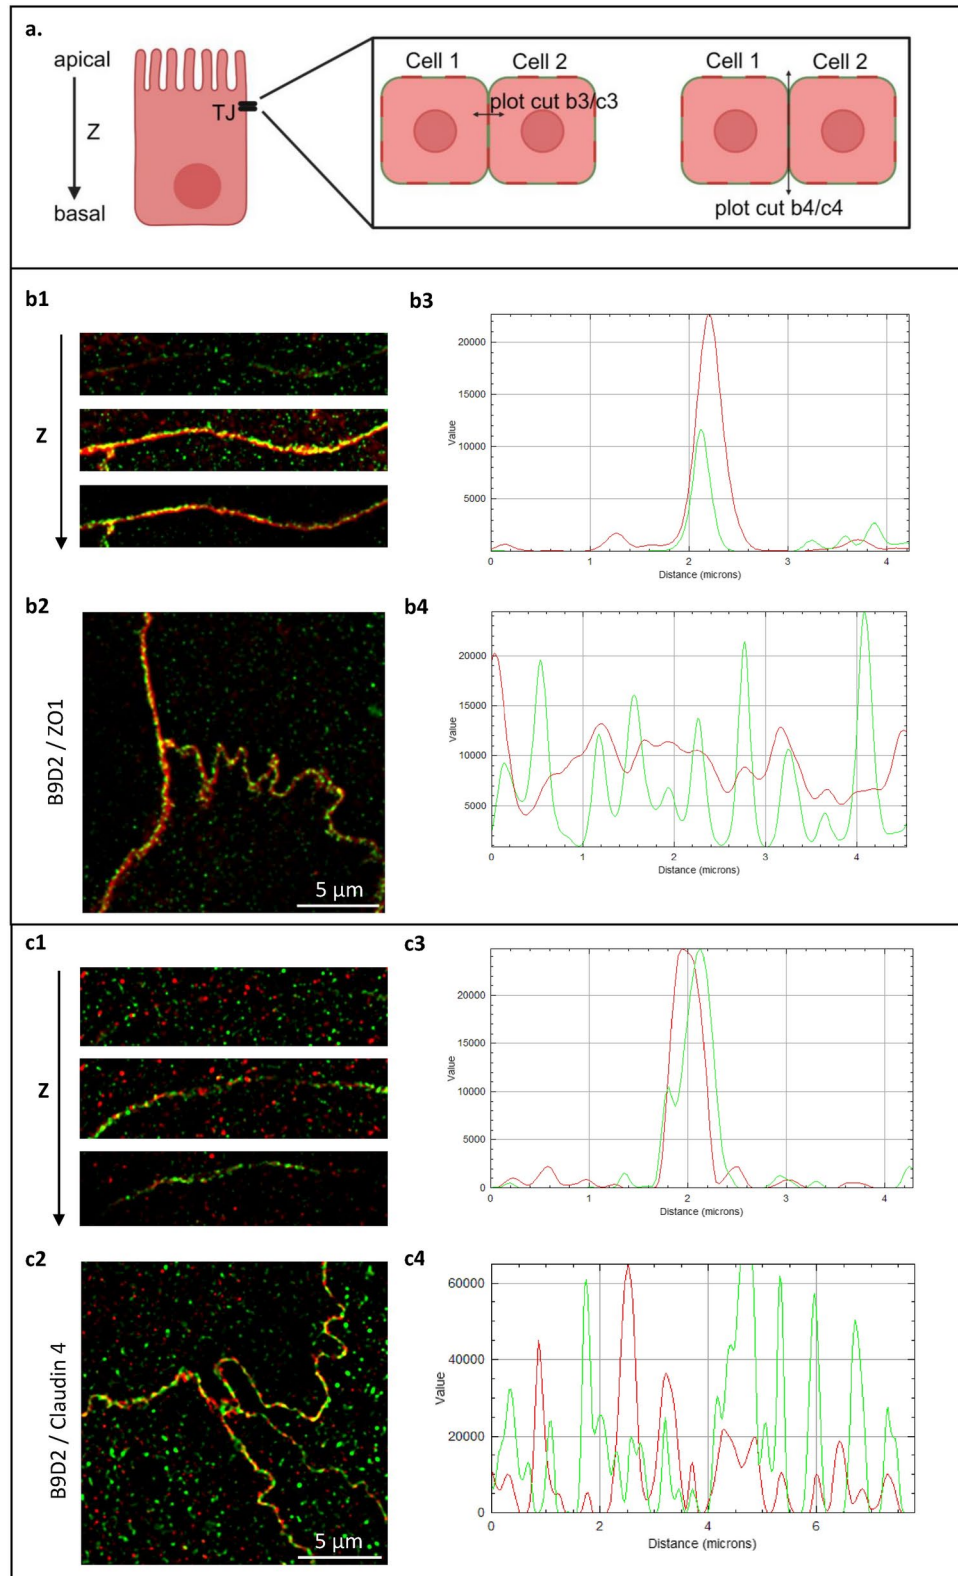 a.
apical
Z
basal
TJ
Cell 1 Cell 2
plot cut b3/c3
Cell 1 Cell 2
plot cut b4/c4
b1
Z
b3
20000
15000
10000
5000
Value
0 1 2 3 4
Distance (microns)
b2
B9D2 / ZO1
5 µm
b4
20000
15000
10000
5000
Value
0 1 2 3 4
Distance (microns)
c1
Z
c3
20000
15000
10000
5000
0
Value
0 1 2 3 4
Distance (microns)
c2
B9D2 / Claudin 4
5 µm
c4
60000
40000
20000
0
Value
0 2 4 6
Distance (microns)